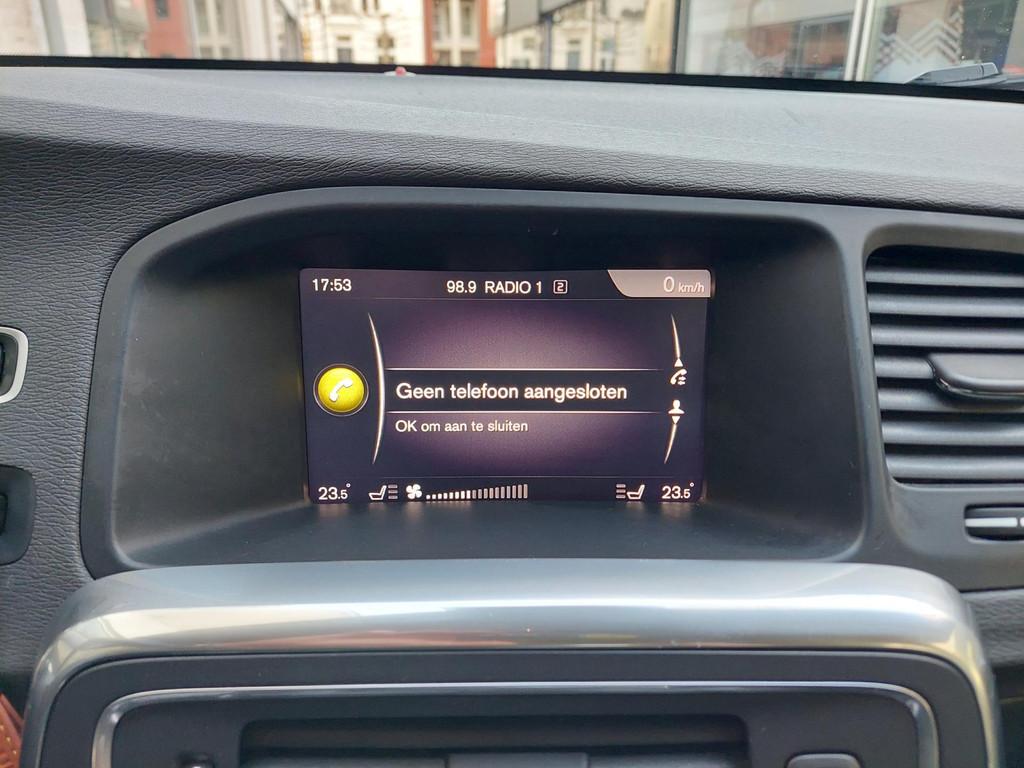 17:53 98.9 RADIO 1 2 0 km/h
Geen telefoon aangesloten
OK om aan te sluiten
23.5° 23.5°